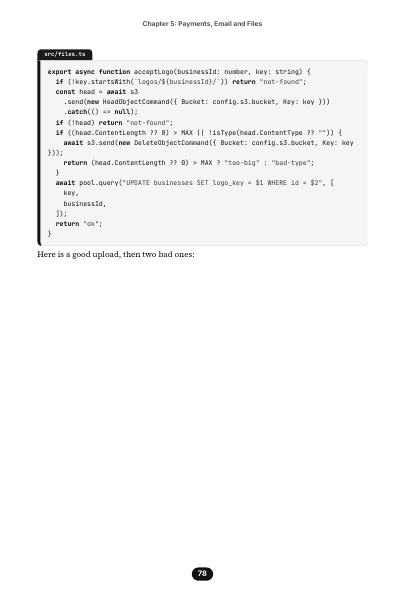 Chapter 5: Payments, Email and Files
src/files.ts
export async function acceptLogo(businessId: number, key: string) {
  if (!key.startsWith(`logos/${businessId}/`)) return "not-found";
  const head = await s3
    .send(new HeadObjectCommand({ Bucket: config.s3.bucket, Key: key }))
    .catch(() => null);
  if (!head) return "not-found";
  if ((head.ContentLength ?? 0) > MAX || !isType(head.ContentType ?? "")) {
    await s3.send(new DeleteObjectCommand({ Bucket: config.s3.bucket, Key: key
}));
    return (head.ContentLength ?? 0) > MAX ? "too-big" : "bad-type";
  }
  await pool.query("UPDATE businesses SET logo_key = $1 WHERE id = $2", [
    key,
    businessId,
  ]);
  return "ok";
}
Here is a good upload, then two bad ones:
78